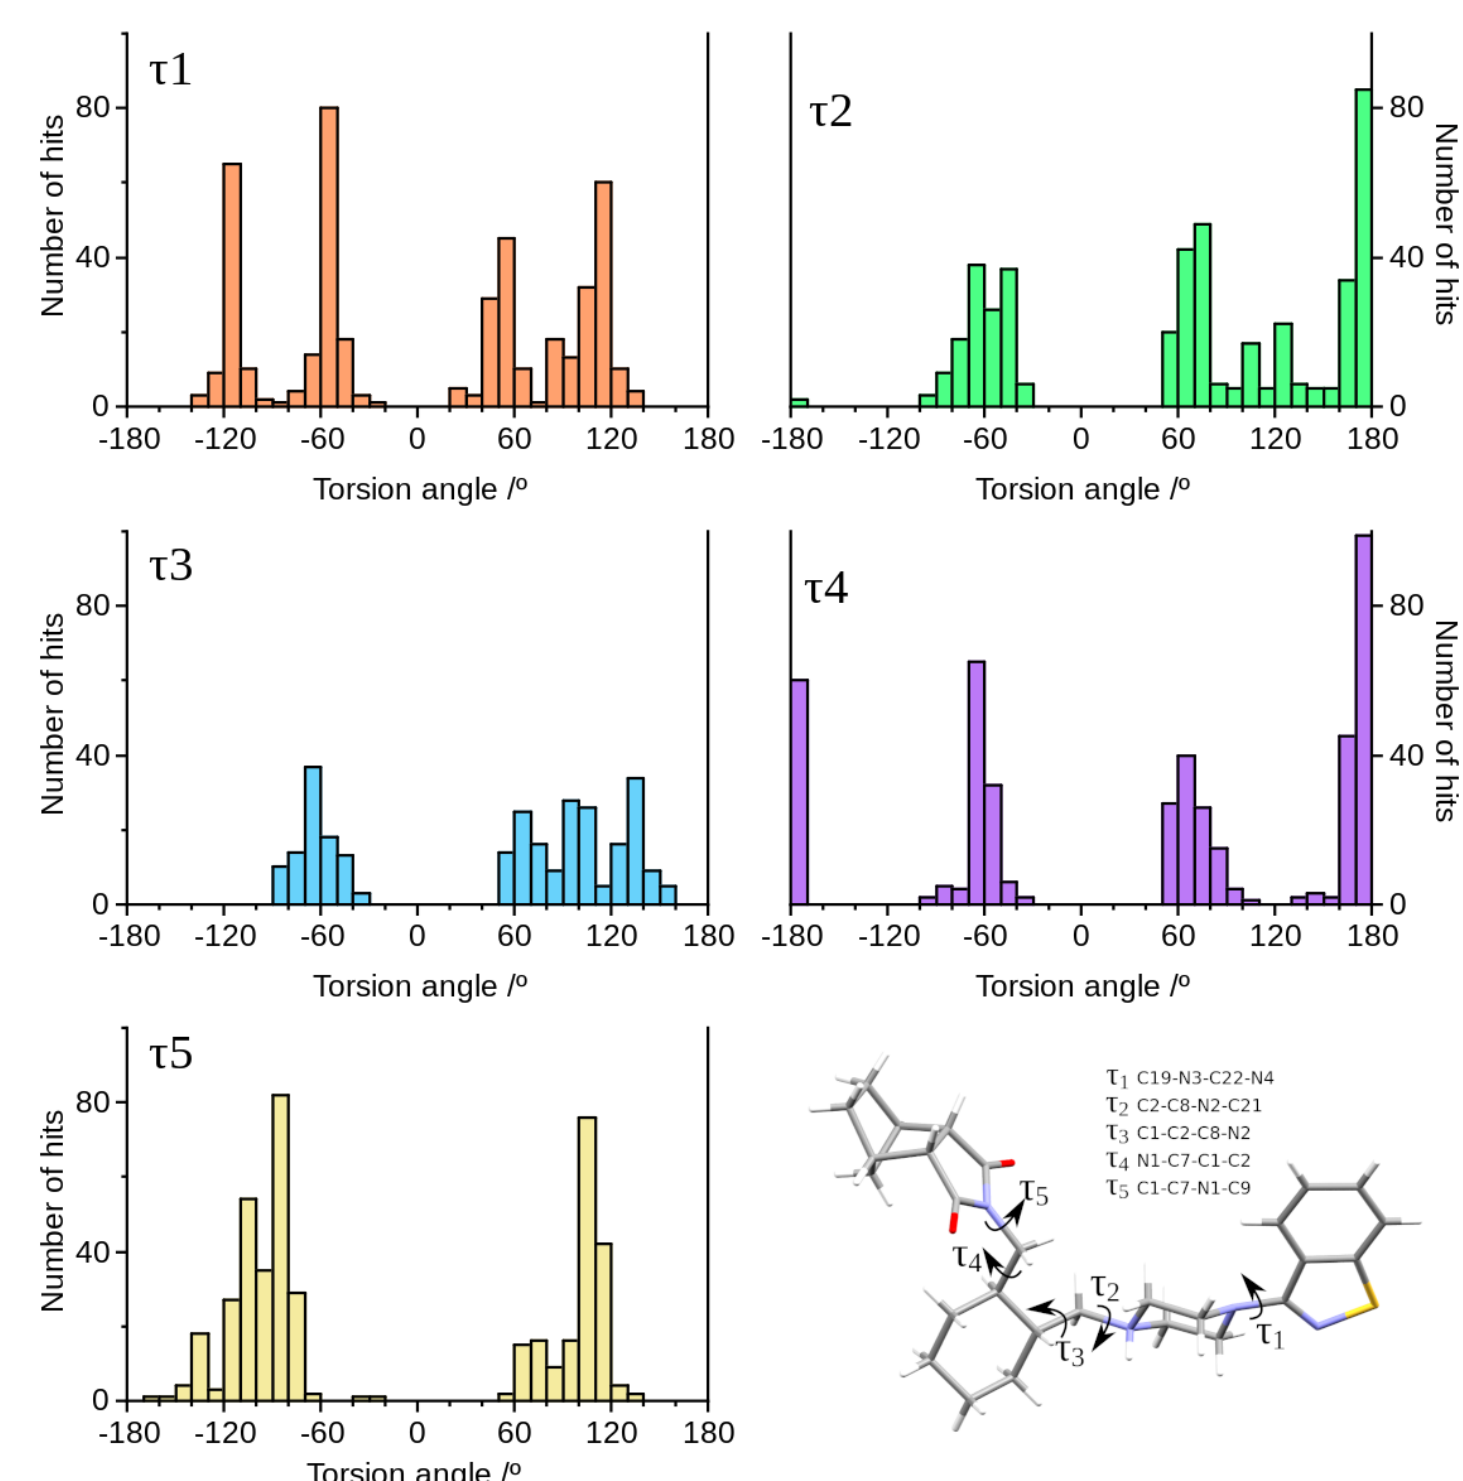 τ1
Number of hits
80
40
0
-180 -120 -60 0 60 120 180
Torsion angle /º
τ2
Number of hits
80
40
0
-180 -120 -60 0 60 120 180
Torsion angle /º
τ3
Number of hits
80
40
0
-180 -120 -60 0 60 120 180
Torsion angle /º
τ4
Number of hits
80
40
0
-180 -120 -60 0 60 120 180
Torsion angle /º
τ5
Number of hits
80
40
0
-180 -120 -60 0 60 120 180
Torsion angle /º
τ1 C19-N3-C22-N4
τ2 C2-C8-N2-C21
τ3 C1-C2-C8-N2
τ4 N1-C7-C1-C2
τ5 C1-C7-N1-C9
τ5
τ4
τ2
τ3
τ1